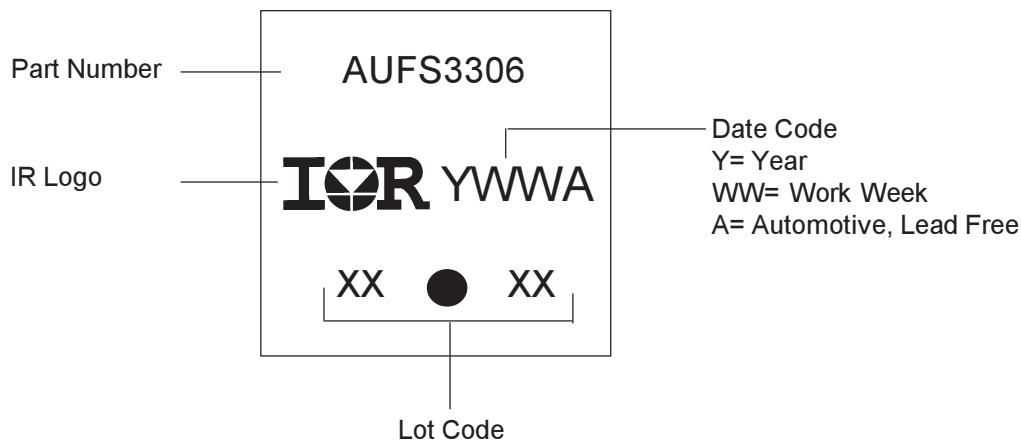 AUFS3306
Part Number
IR Logo
IOR YWWA
Date Code
Y= Year
WW= Work Week
A= Automotive, Lead Free
XX XX
Lot Code